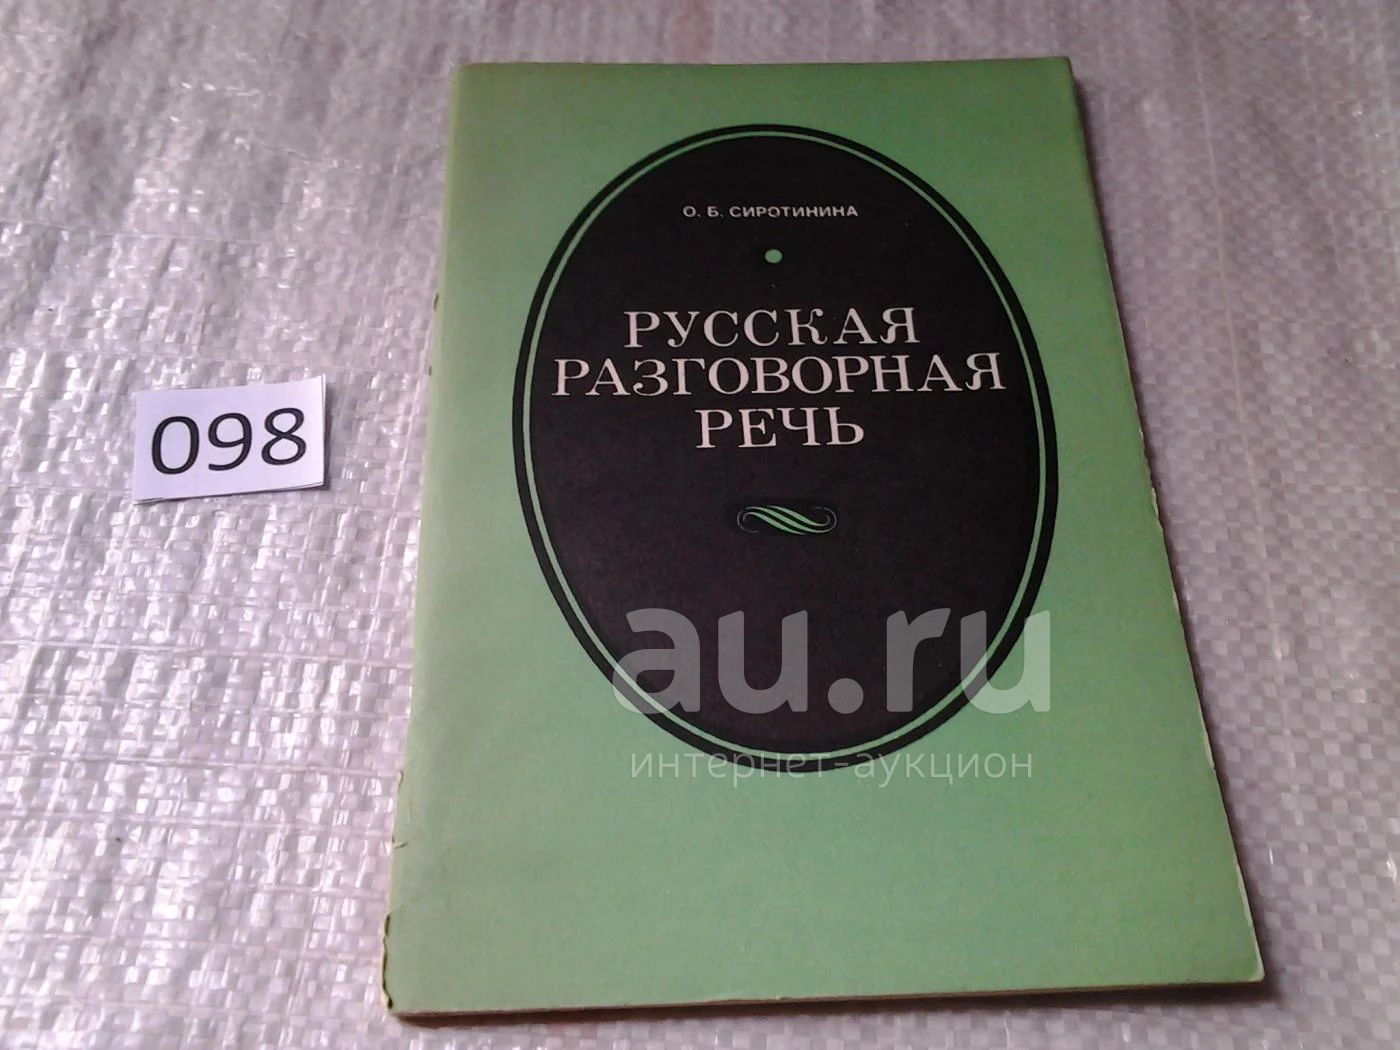 О. Б. СИРОТИНИНА
РУССКАЯ
РАЗГОВОРНАЯ
РЕЧЬ
098
au.ru
интернет-аукцион